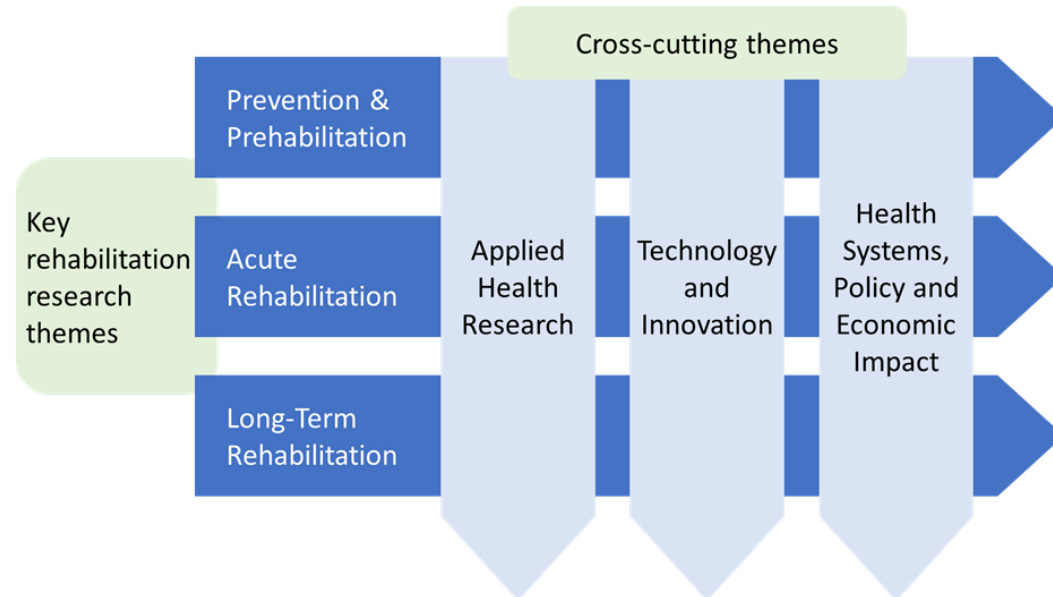 Cross-cutting themes
Prevention &
Prehabilitation
Key
rehabilitation
research
themes
Acute
Rehabilitation
Long-Term
Rehabilitation
Applied
Health
Research
Technology
and
Innovation
Health
Systems,
Policy and
Economic
Impact